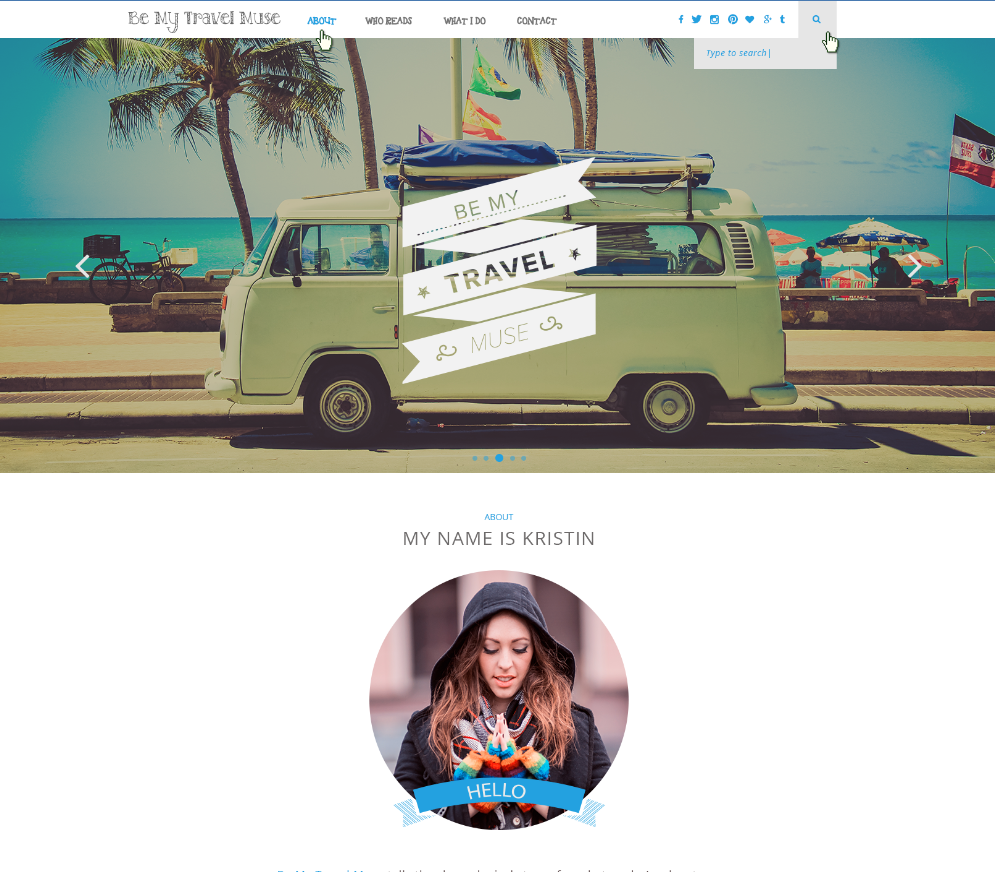 Be My Travel Muse
ABOUT
WHO READS
WHAT I DO
CONTACT
Type to search
BE MY
TRAVEL
MUSE
VISA
ABOUT
MY NAME IS KRISTIN
HELLO